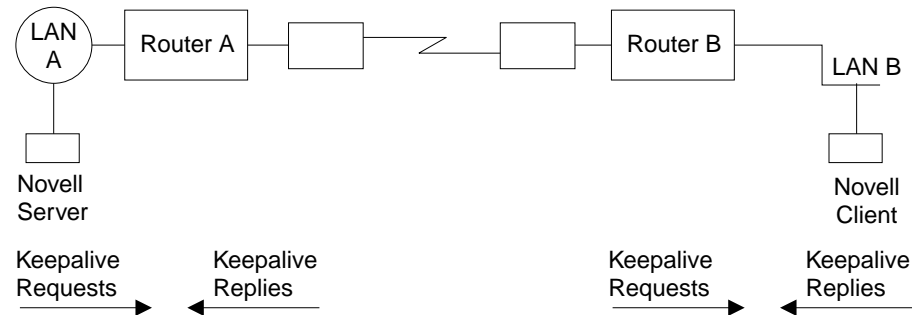 LAN
A
Router A
Router B
LAN B
Novell
Server
Novell
Client
Keepalive
Requests
Keepalive
Replies
Keepalive
Requests
Keepalive
Replies